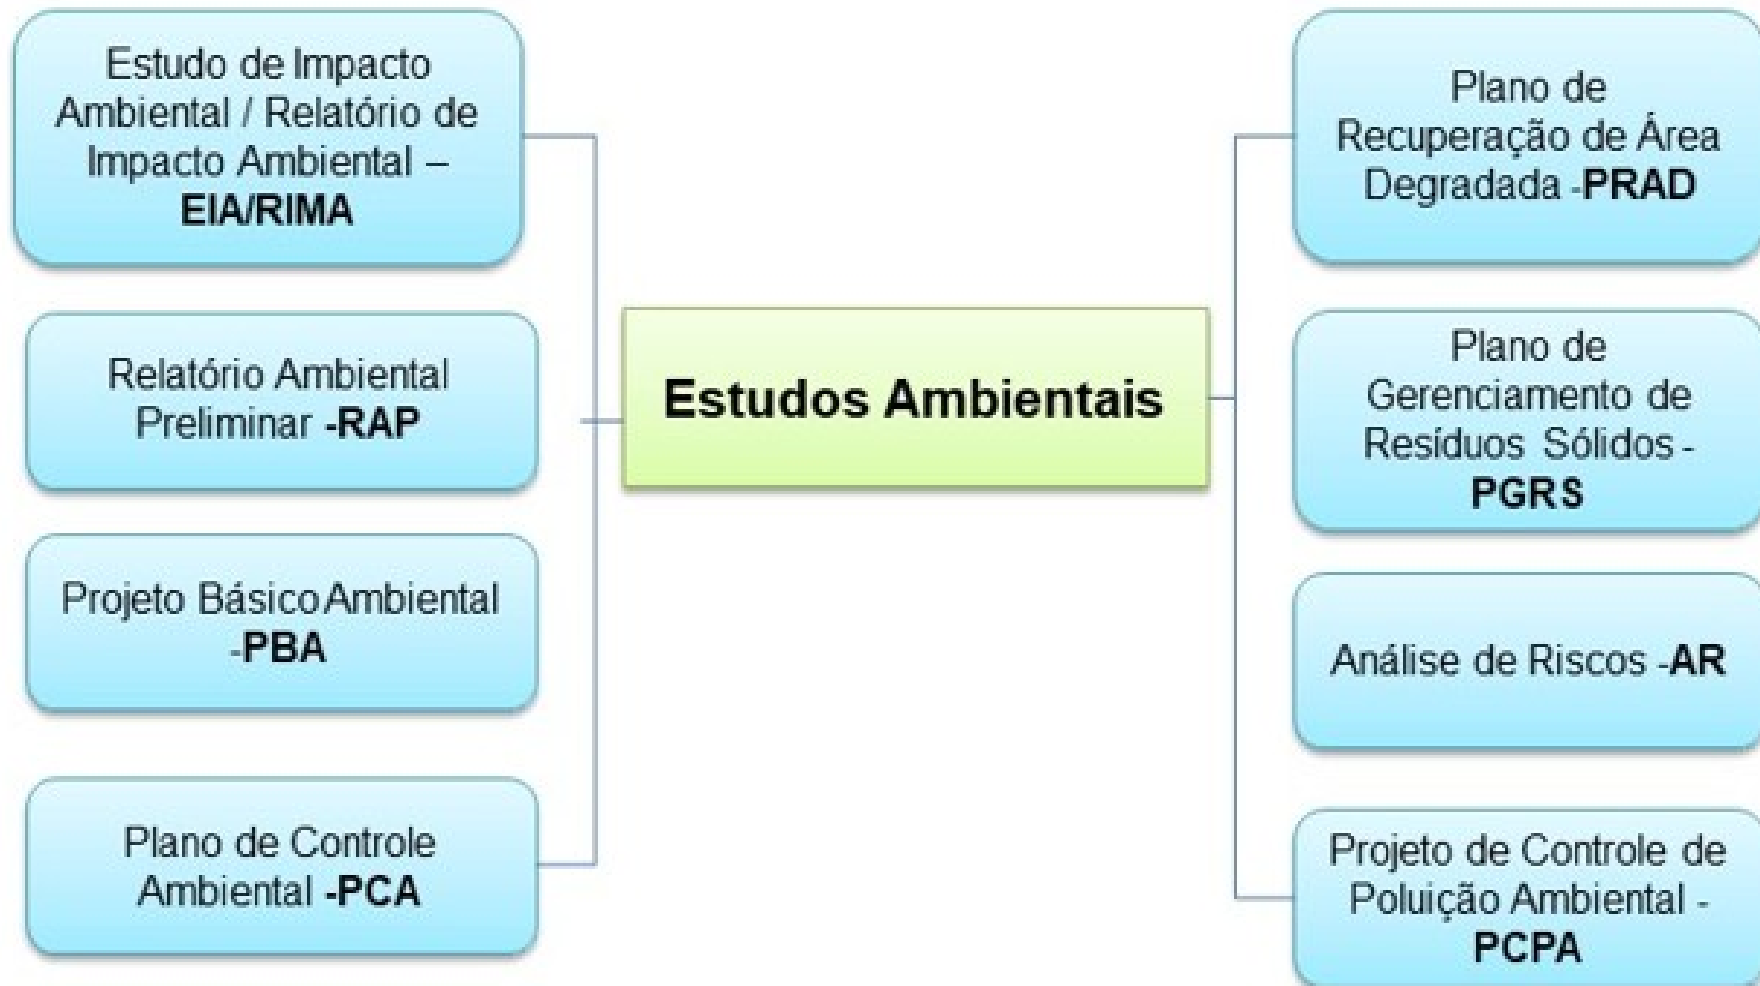 Estudo de Impacto
Ambiental / Relatório de
Impacto Ambiental –
EIA/RIMA
Relatório Ambiental
Preliminar -RAP
Projeto Básico Ambiental
-PBA
Plano de Controle
Ambiental -PCA
Estudos Ambientais
Plano de
Recuperação de Área
Degradada -PRAD
Plano de
Gerenciamento de
Resíduos Sólidos -
PGRS
Análise de Riscos -AR
Projeto de Controle de
Poluição Ambiental -
PCPA